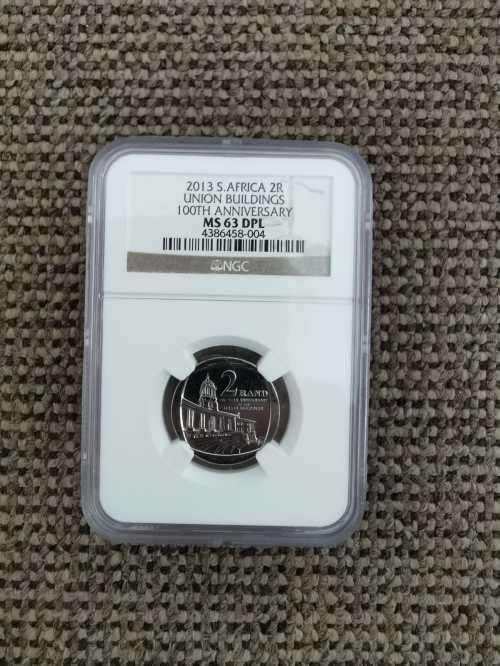 2013 S.AFRICA 2R
UNION BUILDINGS
100TH ANNIVERSARY
MS 63 DPL
4386458-004
NGC
2
RAND